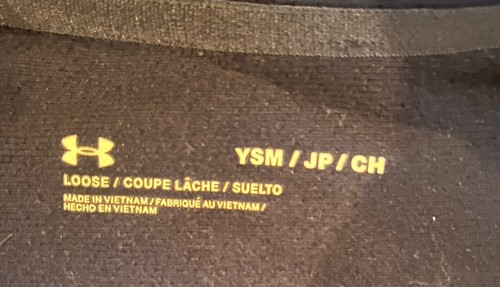 YSM / JP / CH
LOOSE / COUPE LÂCHE / SUELTO
MADE IN VIETNAM / FABRIQUÉ AU VIETNAM /
HECHO EN VIETNAM